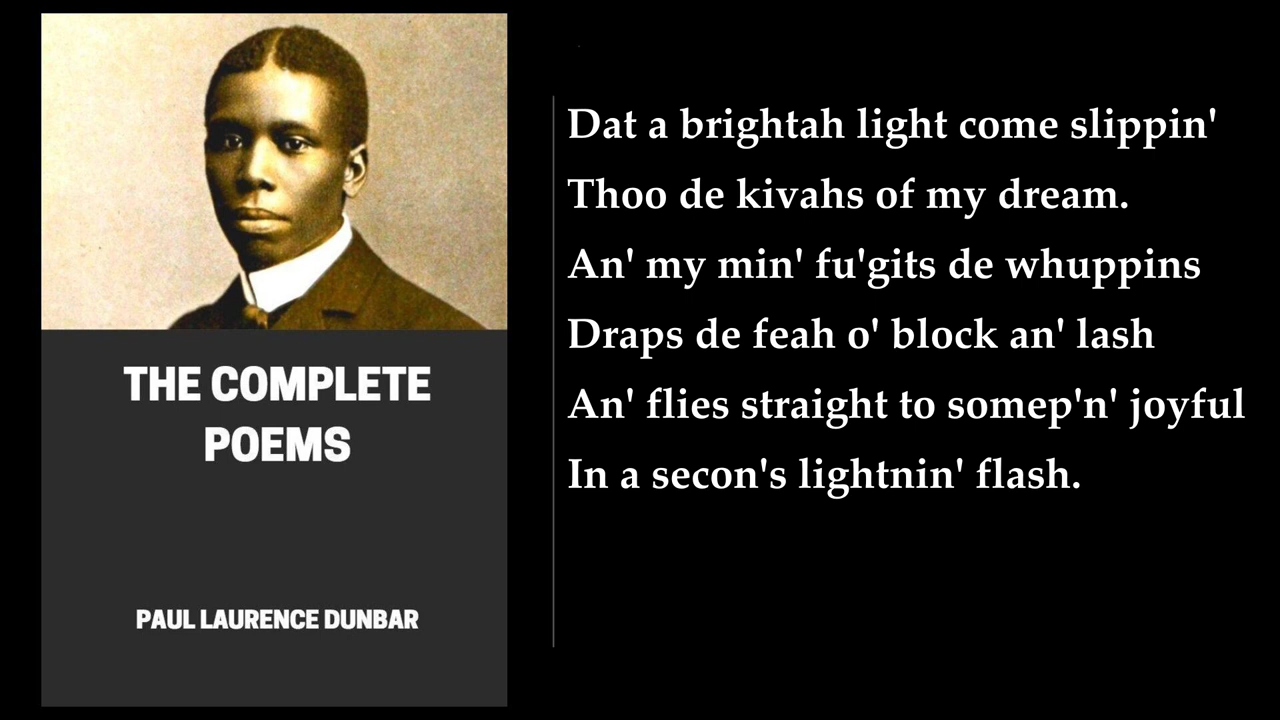 THE COMPLETE
POEMS
PAUL LAURENCE DUNBAR
Dat a brightah light come slippin'
Thoo de kivahs of my dream.
An' my min' fu'gits de whuppins
Draps de feah o' block an' lash
An' flies straight to somep'n' joyful
In a secon's lightnin' flash.